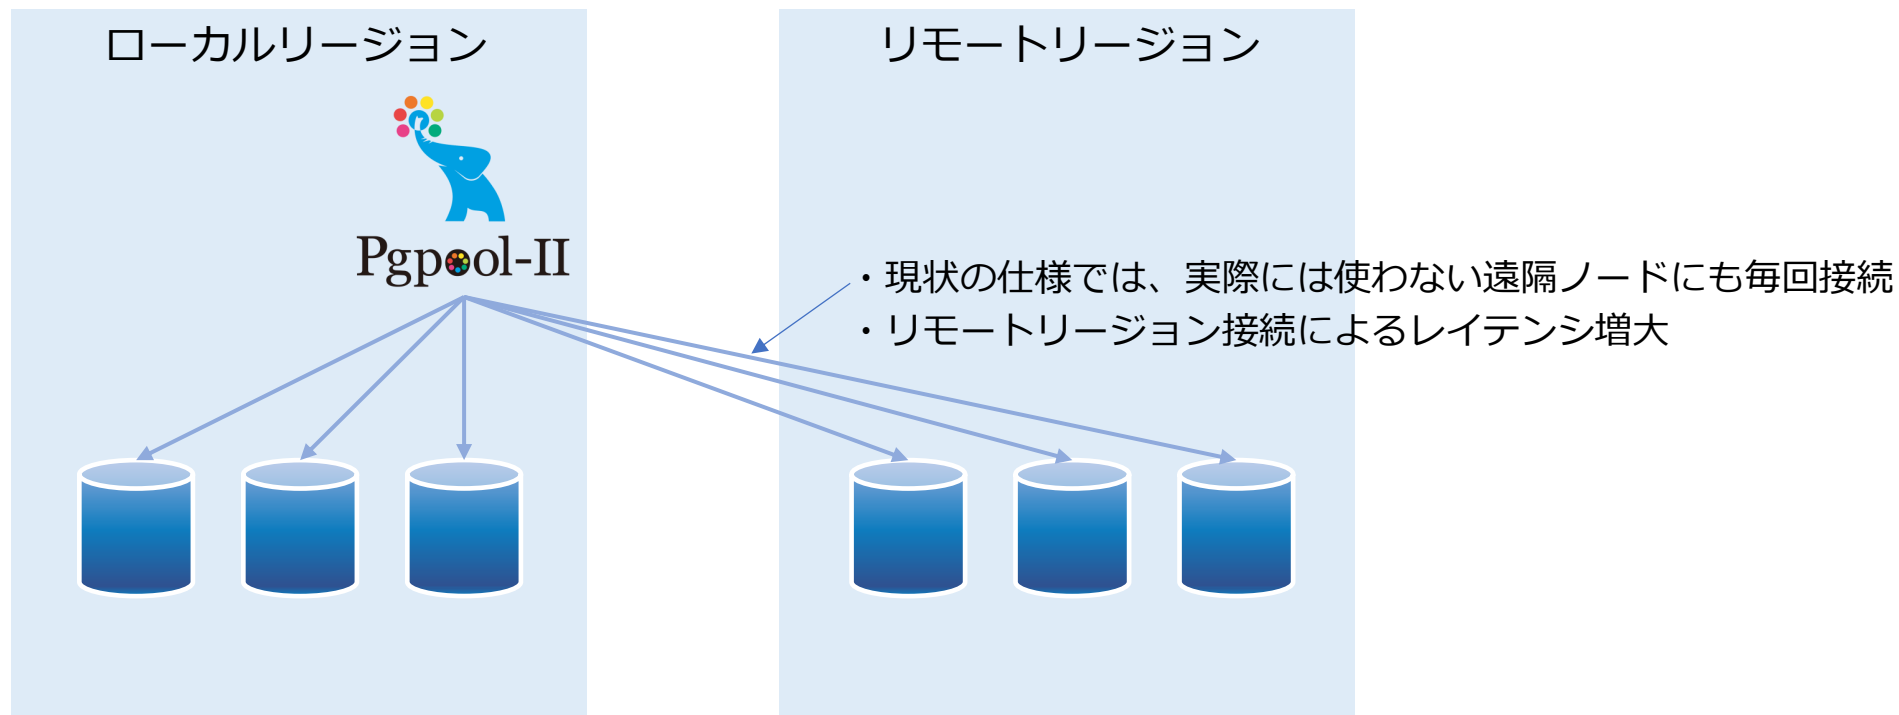 ローカルリージョン
リモートリージョン
Pgpool-II
・現状の仕様では、実際には使わない遠隔ノードにも毎回接続
・リモートリージョン接続によるレイテンシ増大